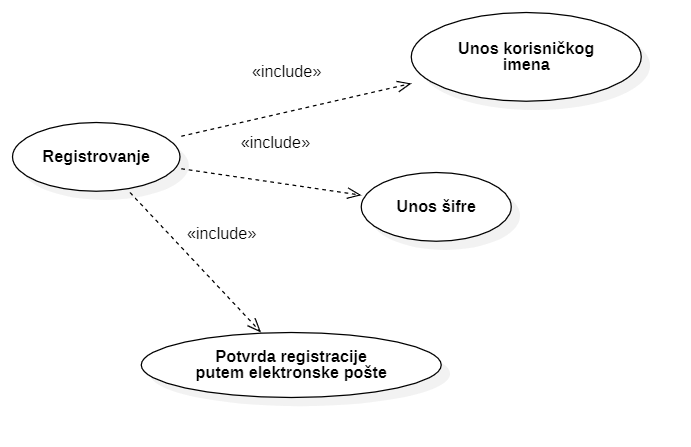 Unos korisničkog
imena
«include»
«include»
Registrovanje
Unos šifre
«include»
Potvrda registracije
putem elektronske pošte